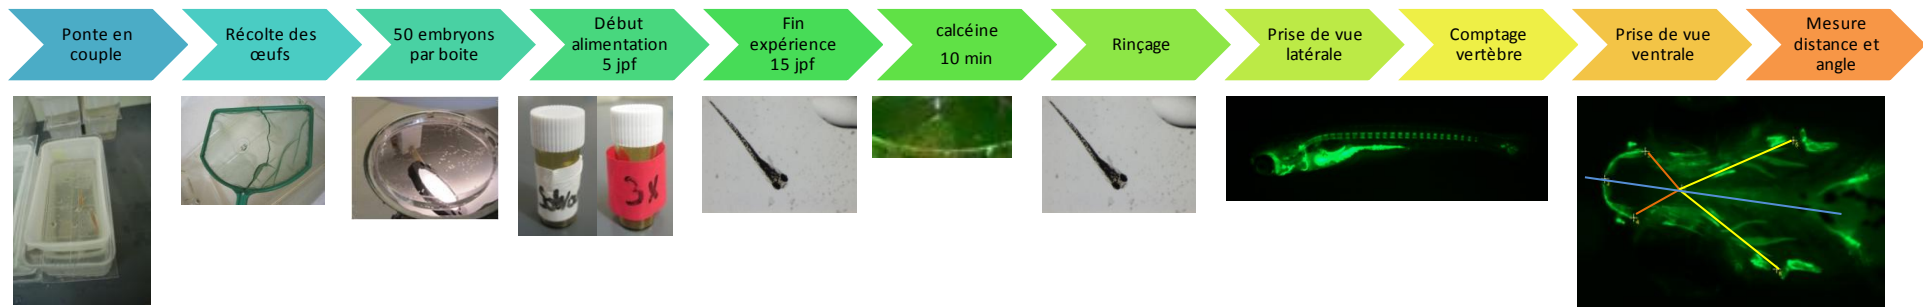 Ponte en
couple
Récolte des
œufs
50 embryons
par boite
Début
alimentation
5 jpf
Fin
expérience
15 jpf
calcéine
10 min
Rinçage
Prise de vue
latérale
Comptage
vertèbre
Prise de vue
ventrale
Mesure
distance et
angle
3x